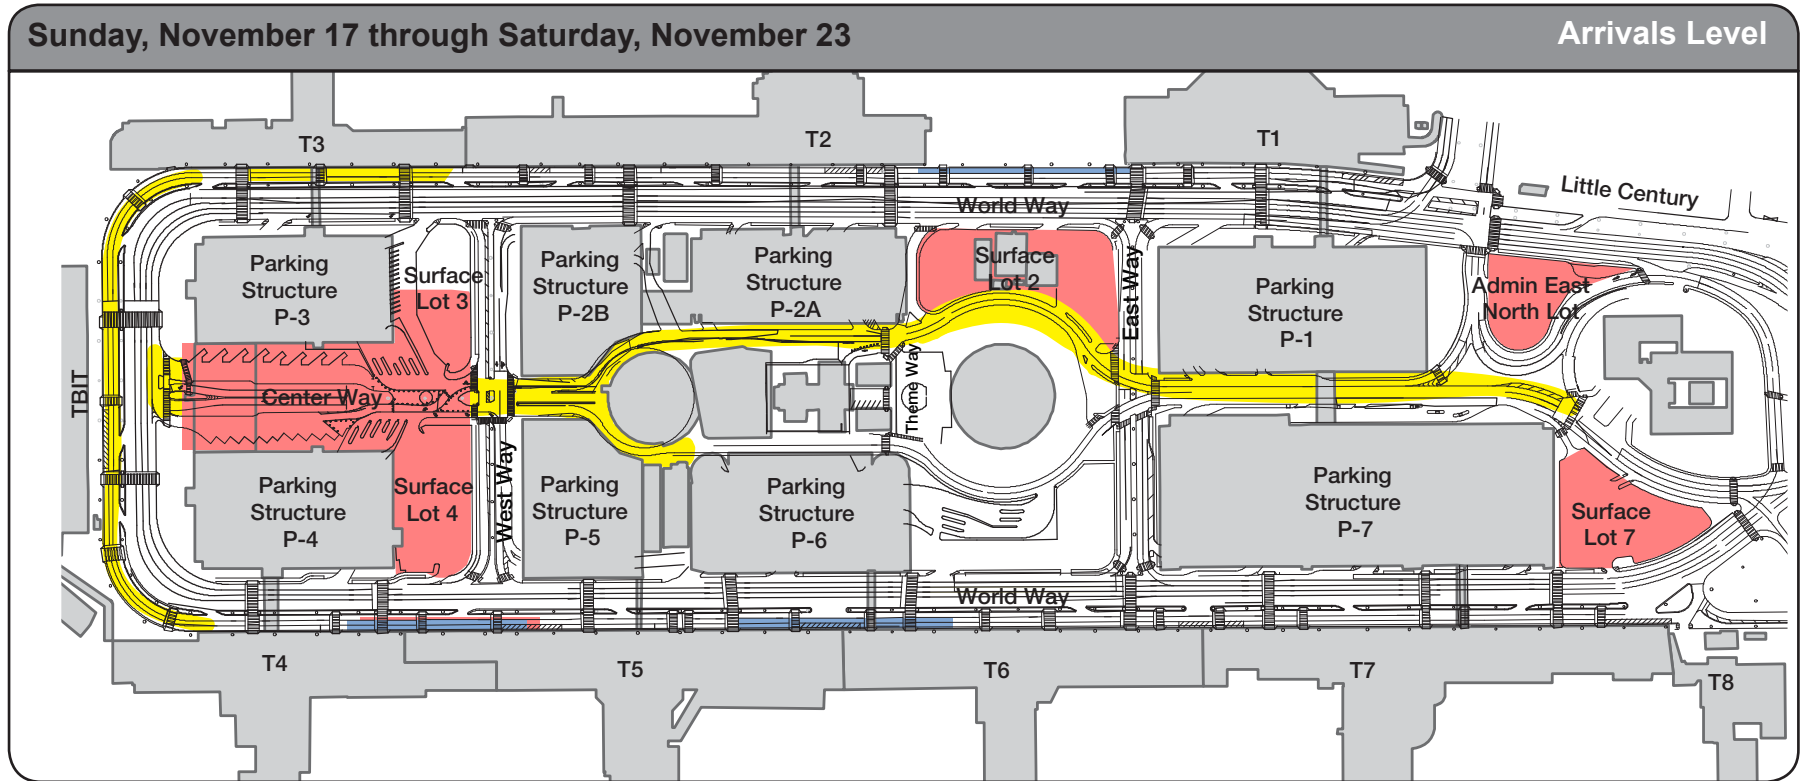 Sunday, November 17 through Saturday, November 23
Arrivals Level
T3
T2
T1
Little Century
World Way
Parking
Structure
P-3
Surface
Lot 3
Parking
Structure
P-2B
Parking
Structure
P-2A
Surface
Lot 2
East Way
Parking
Structure
P-1
Admin East
North Lot
TBIT
Center Way
Theme Way
West Way
Parking
Structure
P-4
Surface
Lot 4
Parking
Structure
P-5
Parking
Structure
P-6
Parking
Structure
P-7
Surface
Lot 7
World Way
T4
T5
T6
T7
T8